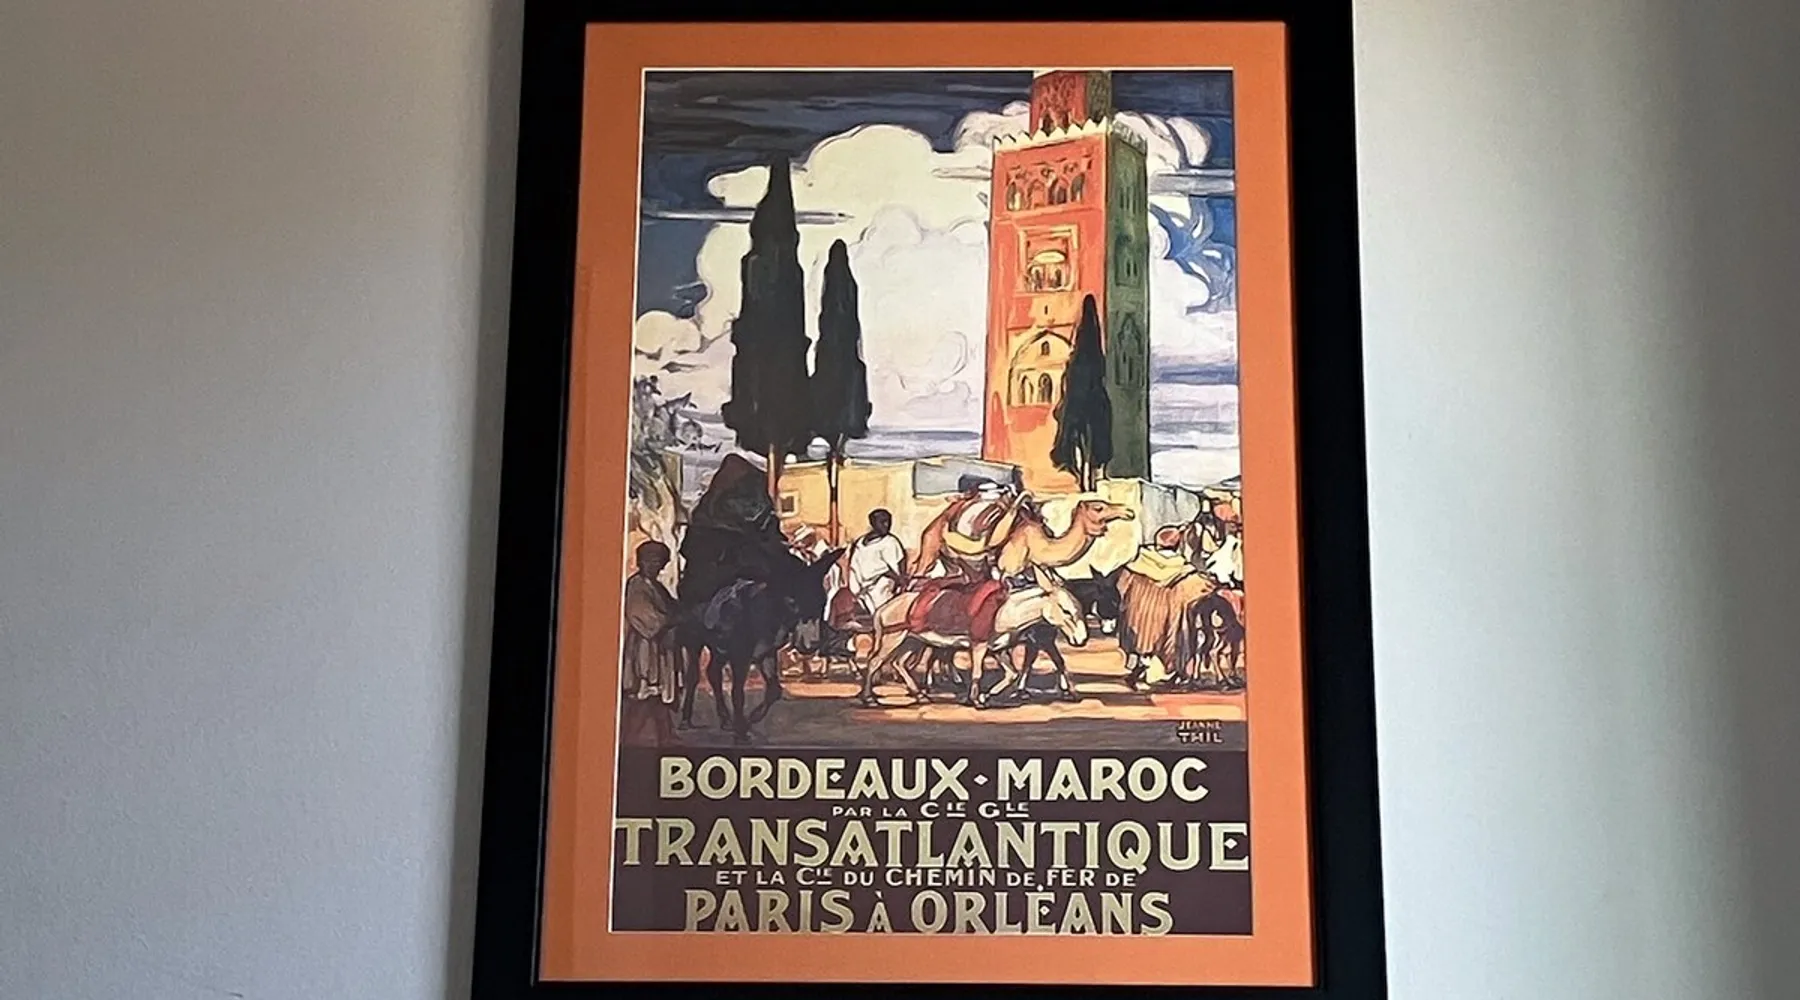 JEANNE
THIL
BORDEAUX·MAROC
PAR LA CIE GLE
TRANSATLANTIQUE
ET LA CIE DU CHEMIN DE FER DE
PARIS À ORLÉANS